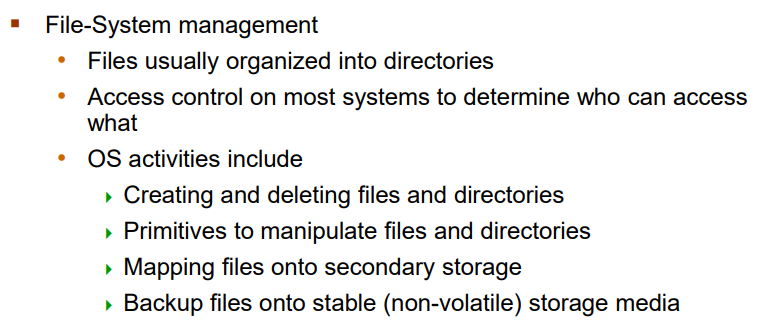 File-System management
Files usually organized into directories
Access control on most systems to determine who can access
what
OS activities include
Creating and deleting files and directories
Primitives to manipulate files and directories
Mapping files onto secondary storage
Backup files onto stable (non-volatile) storage media